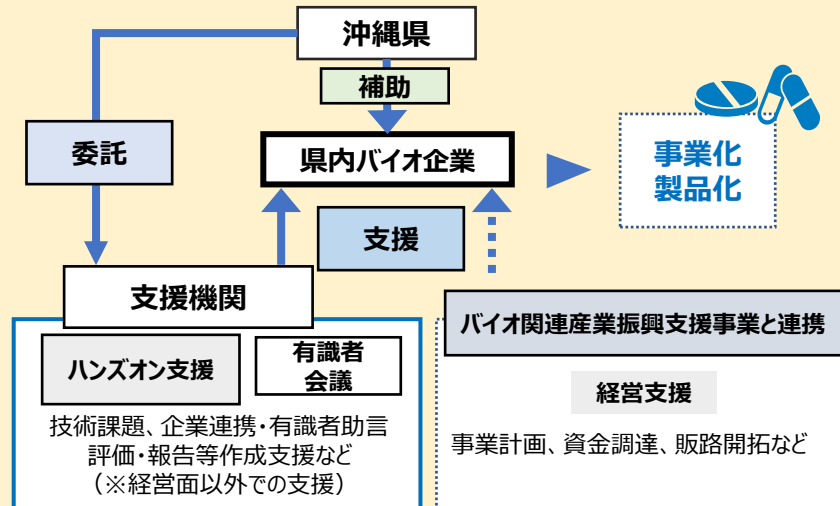 沖縄県
補助
委託
県内バイオ企業
事業化
製品化
支援
支援機関
ハンズオン支援
有識者
会議
技術課題、企業連携・有識者助言
評価・報告等作成支援など
（※経営面以外での支援）
バイオ関連産業振興支援事業と連携
経営支援
事業計画、資金調達、販路開拓など